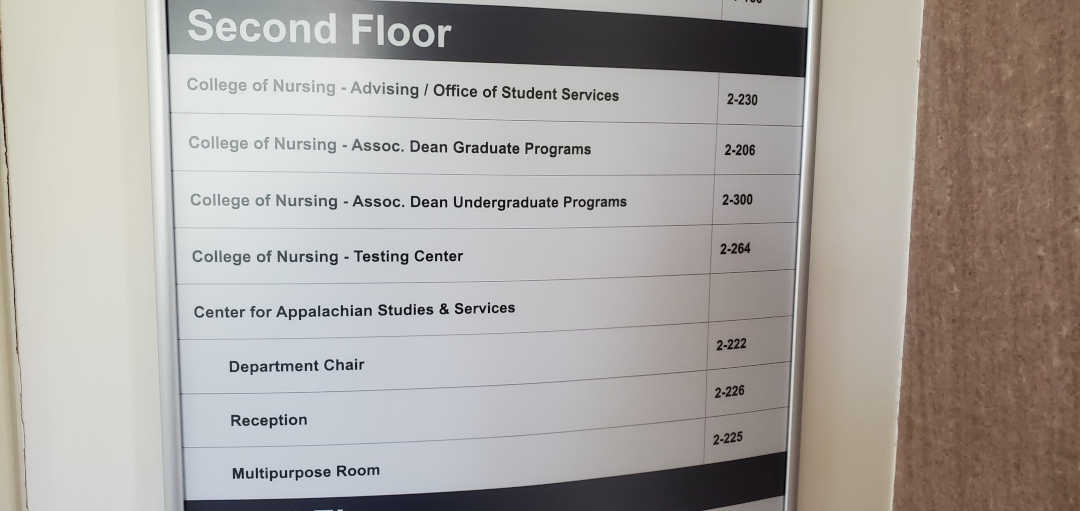 Second Floor
College of Nursing - Advising / Office of Student Services 2-230
College of Nursing - Assoc. Dean Graduate Programs 2-206
College of Nursing - Assoc. Dean Undergraduate Programs 2-300
College of Nursing - Testing Center 2-264
Center for Appalachian Studies & Services
Department Chair 2-222
Reception 2-226
Multipurpose Room 2-225